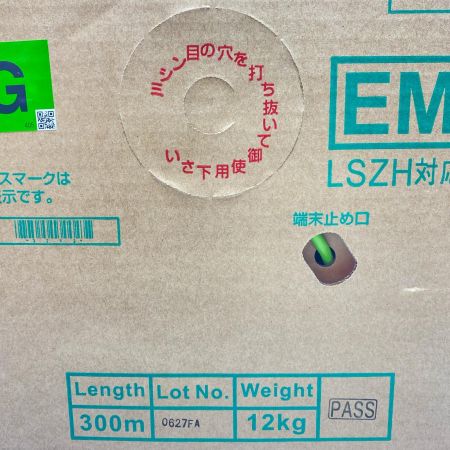 G
ミシン目の穴を打ち抜いて御使用下さい
EM
LSZH対応
スマークは
示です。
端末止め口
Length Lot No. Weight
300m 0627FA 12kg PASS